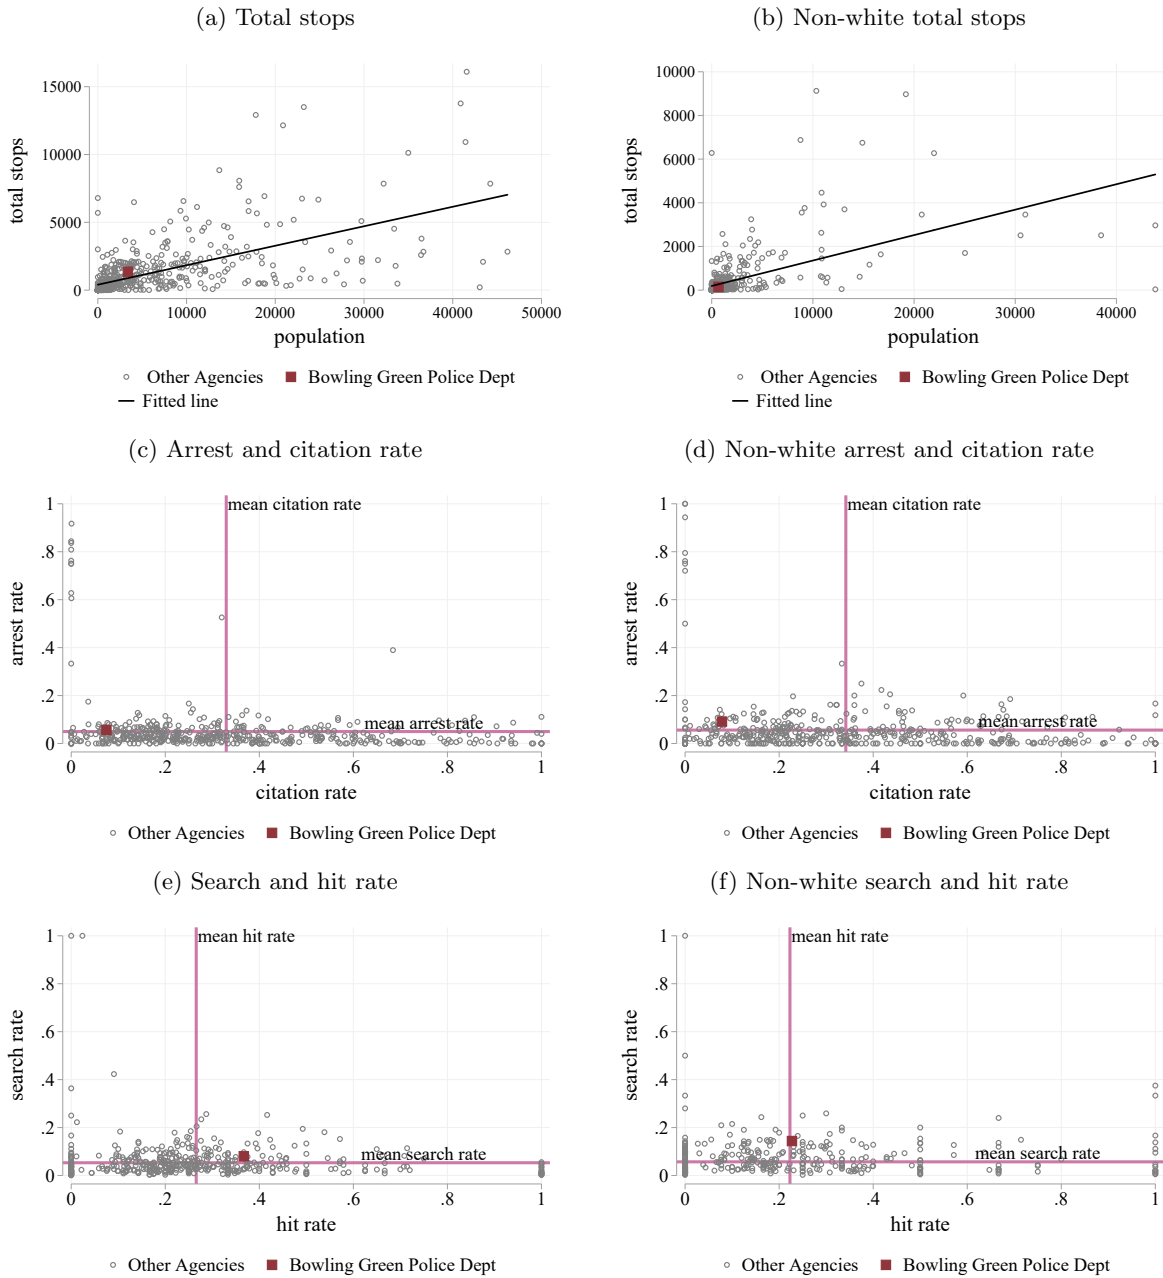 (a) Total stops
(b) Non-white total stops
total stops
15000
10000
5000
0
0
10000
20000
30000
40000
50000
population
Other Agencies
Bowling Green Police Dept
Fitted line
total stops
10000
8000
6000
4000
2000
0
0
10000
20000
30000
40000
population
Other Agencies
Bowling Green Police Dept
Fitted line
(c) Arrest and citation rate
(d) Non-white arrest and citation rate
arrest rate
1
.8
.6
.4
.2
0
mean citation rate
mean arrest rate
0
.2
.4
.6
.8
1
citation rate
Other Agencies
Bowling Green Police Dept
arrest rate
1
.8
.6
.4
.2
0
mean citation rate
mean arrest rate
0
.2
.4
.6
.8
1
citation rate
Other Agencies
Bowling Green Police Dept
(e) Search and hit rate
(f) Non-white search and hit rate
search rate
1
.8
.6
.4
.2
0
mean hit rate
mean search rate
0
.2
.4
.6
.8
1
hit rate
Other Agencies
Bowling Green Police Dept
search rate
1
.8
.6
.4
.2
0
mean hit rate
mean search rate
0
.2
.4
.6
.8
1
hit rate
Other Agencies
Bowling Green Police Dept